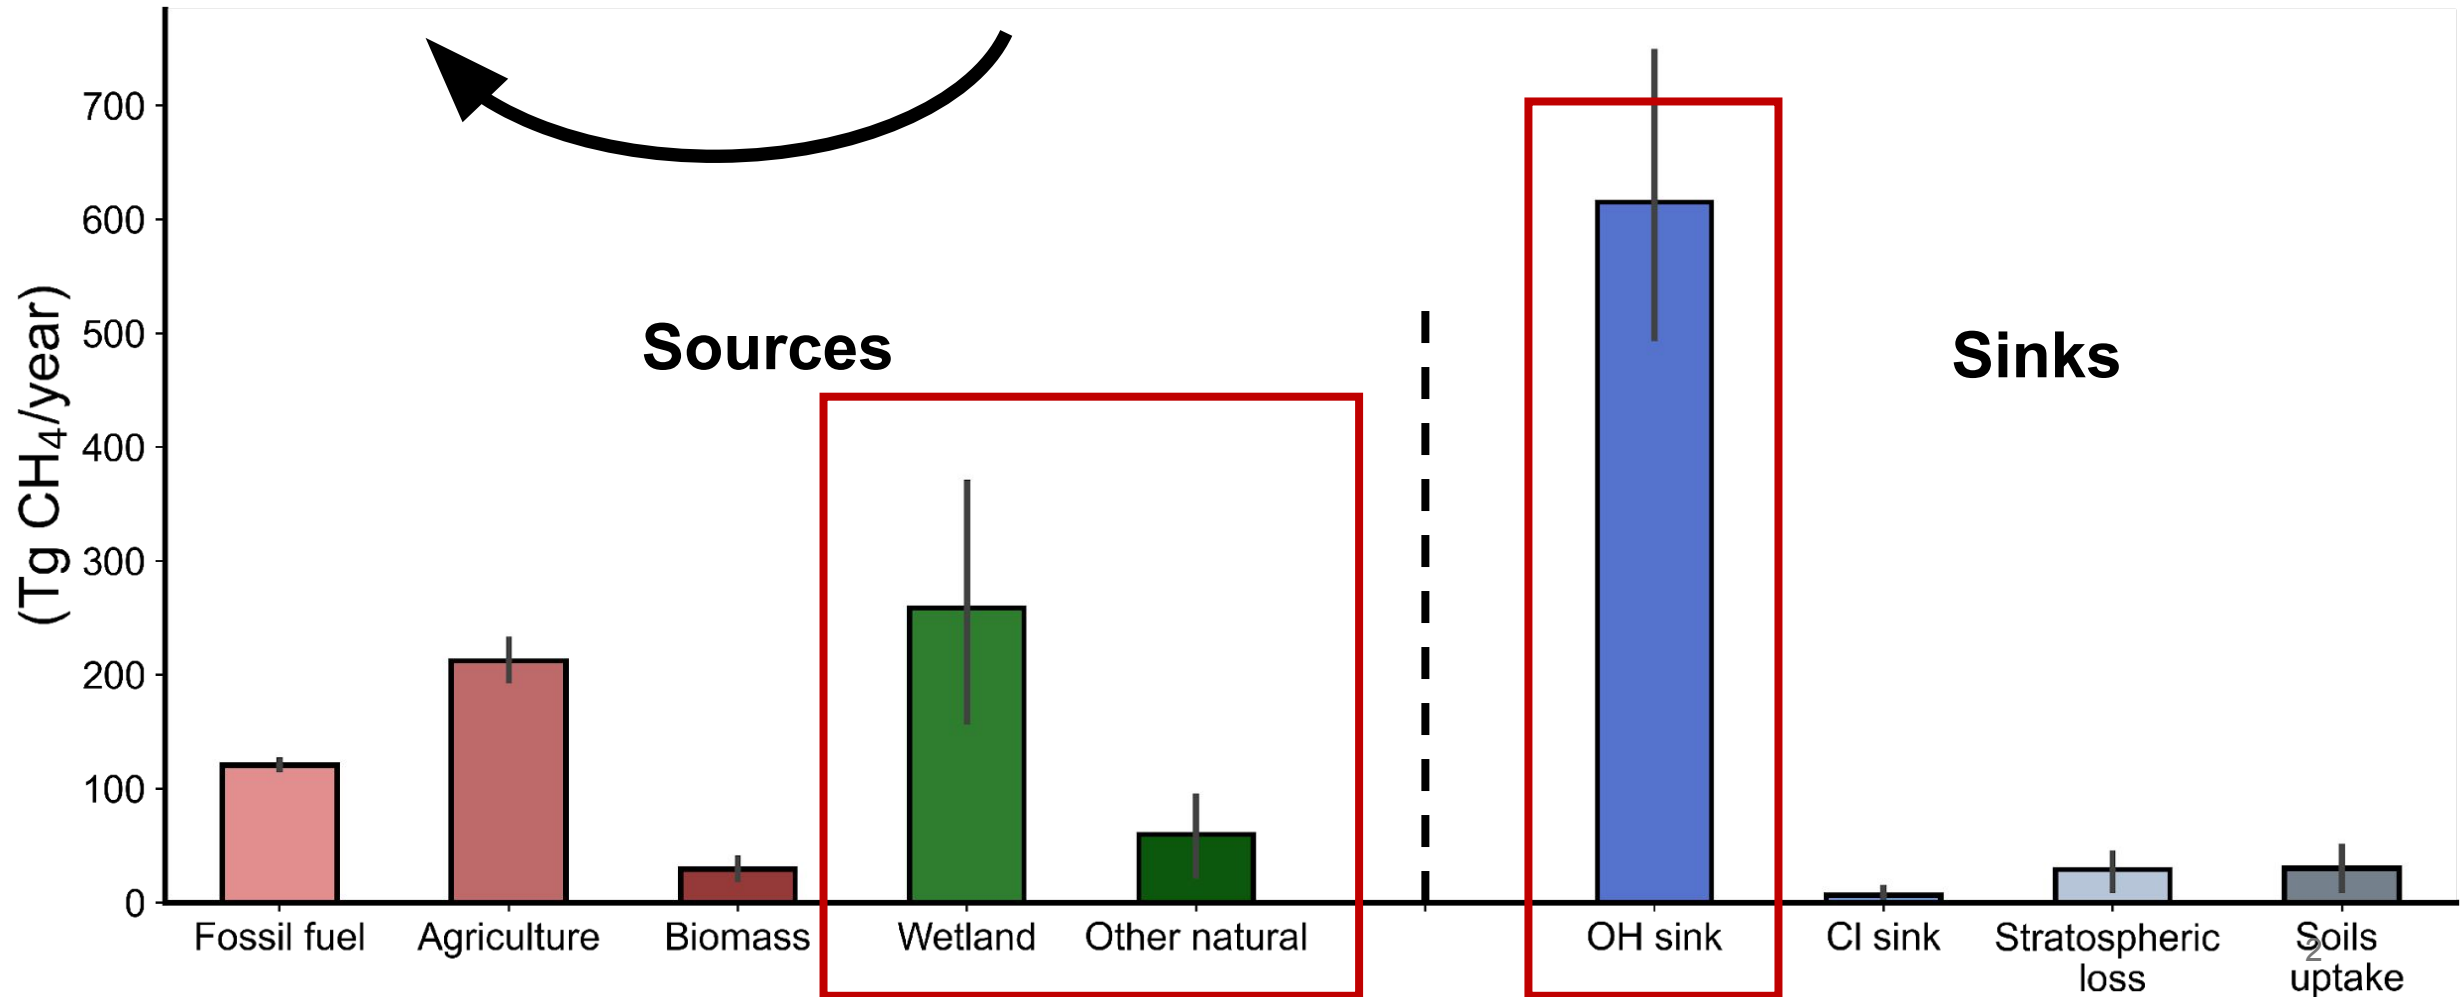 (Tg CH4/year)
700
600
500
400
300
200
100
0
Sources
Sinks
Fossil fuel
Agriculture
Biomass
Wetland
Other natural
OH sink
Cl sink
Stratospheric
loss
Soils
uptake
2